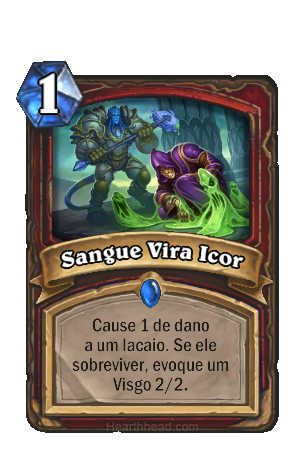 1
Sangue Vira Icor
Cause 1 de dano
a um lacaio. Se ele
sobreviver, evoque um
Visgo 2/2.
Hearthhead.com